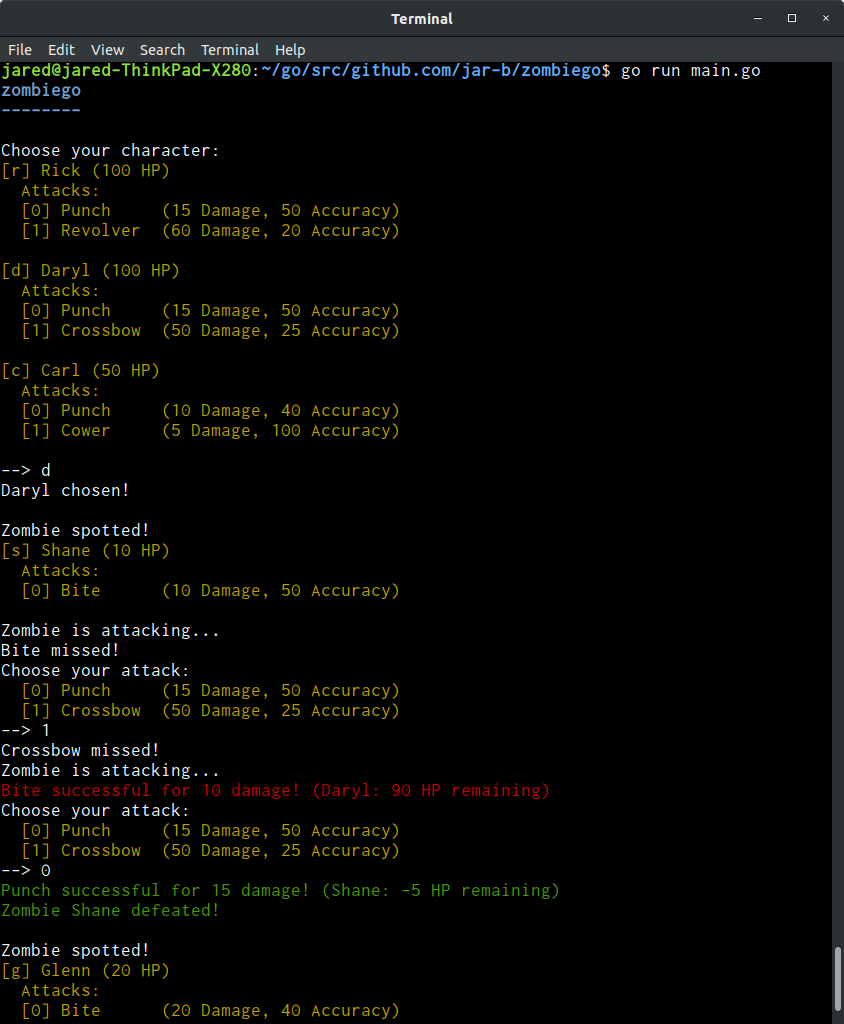 Terminal
File Edit View Search Terminal Help
jared@jared-ThinkPad-X280:~/go/src/github.com/jar-b/zombiego$ go run main.go
zombiego
--------
Choose your character:
[r] Rick (100 HP)
  Attacks:
  [0] Punch     (15 Damage, 50 Accuracy)
  [1] Revolver  (60 Damage, 20 Accuracy)
[d] Daryl (100 HP)
  Attacks:
  [0] Punch     (15 Damage, 50 Accuracy)
  [1] Crossbow  (50 Damage, 25 Accuracy)
[c] Carl (50 HP)
  Attacks:
  [0] Punch     (10 Damage, 40 Accuracy)
  [1] Cower     (5 Damage, 100 Accuracy)
--> d
Daryl chosen!
Zombie spotted!
[s] Shane (10 HP)
  Attacks:
  [0] Bite      (10 Damage, 50 Accuracy)
Zombie is attacking...
Bite missed!
Choose your attack:
  [0] Punch     (15 Damage, 50 Accuracy)
  [1] Crossbow  (50 Damage, 25 Accuracy)
--> 1
Crossbow missed!
Zombie is attacking...
Bite successful for 10 damage! (Daryl: 90 HP remaining)
Choose your attack:
  [0] Punch     (15 Damage, 50 Accuracy)
  [1] Crossbow  (50 Damage, 25 Accuracy)
--> 0
Punch successful for 15 damage! (Shane: -5 HP remaining)
Zombie Shane defeated!
Zombie spotted!
[g] Glenn (20 HP)
  Attacks:
  [0] Bite      (20 Damage, 40 Accuracy)